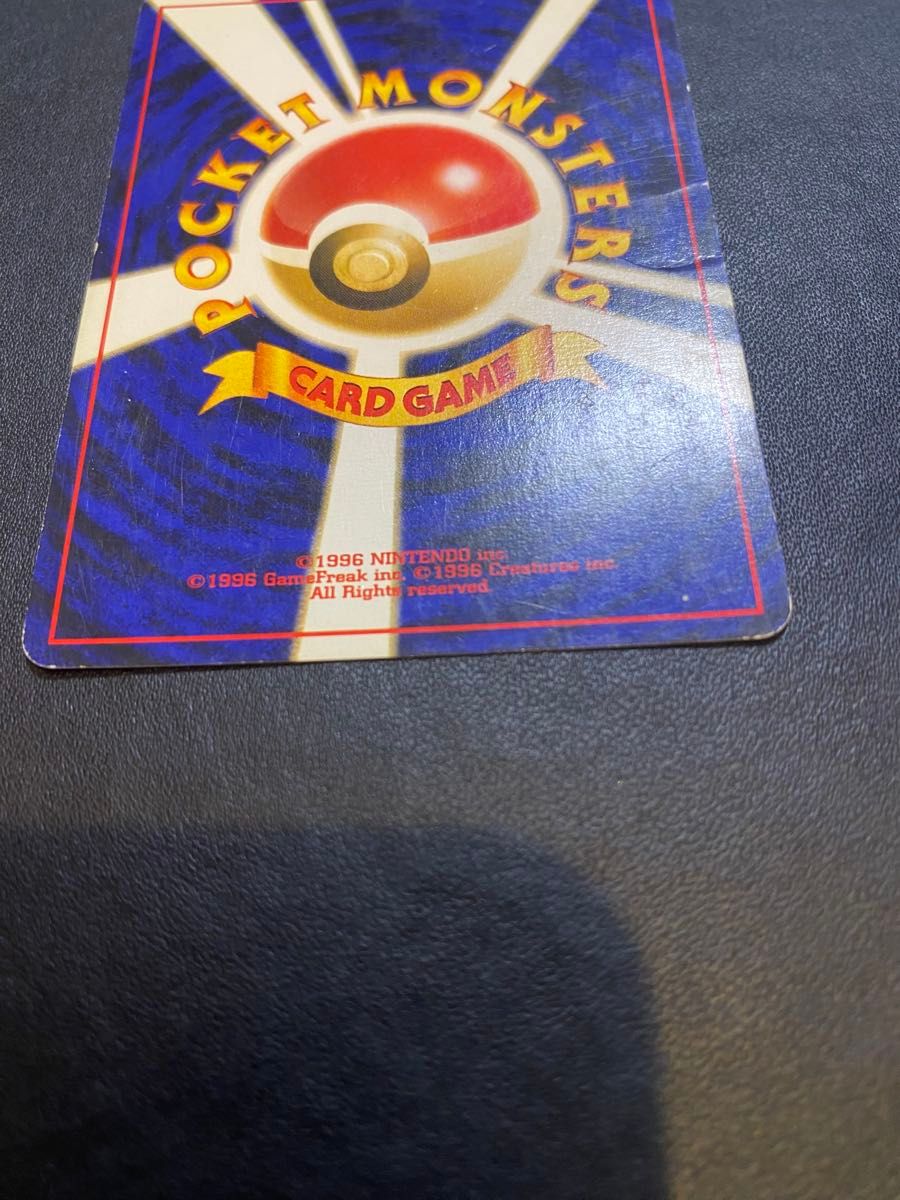 POCKET MONSTERS
CARD GAME
©1996 NINTENDO inc.
©1996 GameFreak inc. ©1996 Creatures inc.
All Rights reserved.